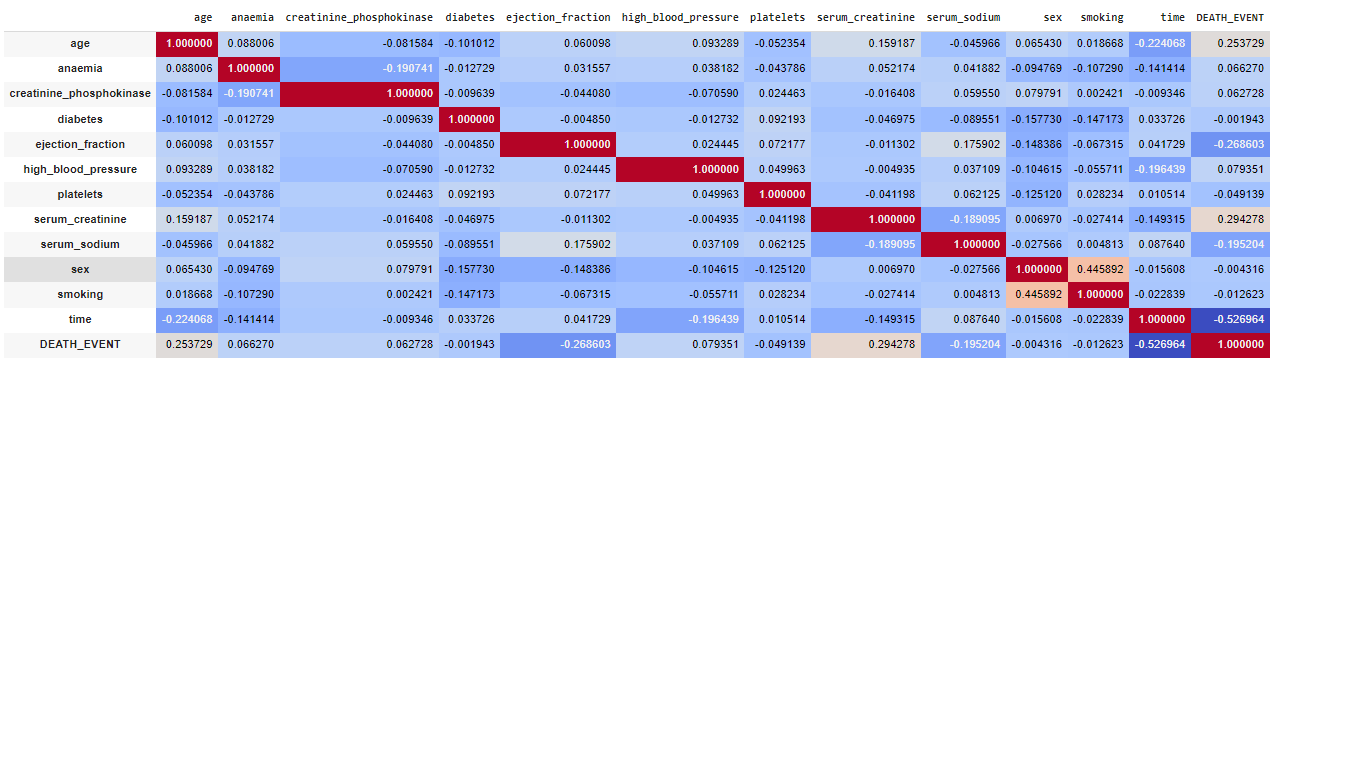 age anaemia creatinine_phosphokinase diabetes ejection_fraction high_blood_pressure platelets serum_creatinine serum_sodium sex smoking time DEATH_EVENT
age 1.000000 0.088006 -0.081584 -0.101012 0.060098 0.093289 -0.052354 0.159187 -0.045966 0.065430 0.018668 -0.224068 0.253729
anaemia 0.088006 1.000000 -0.190741 -0.012729 0.031557 0.038182 -0.043786 0.052174 0.041882 -0.094769 -0.107290 -0.141414 0.066270
creatinine_phosphokinase -0.081584 -0.190741 1.000000 -0.009639 -0.044080 -0.070590 0.024463 -0.016408 0.059550 0.079791 0.002421 -0.009346 0.062728
diabetes -0.101012 -0.012729 -0.009639 1.000000 -0.004850 -0.012732 0.092193 -0.046975 -0.089551 -0.157730 -0.147173 0.033726 -0.001943
ejection_fraction 0.060098 0.031557 -0.044080 -0.004850 1.000000 0.024445 0.072177 -0.011302 0.175902 -0.148386 -0.067315 0.041729 -0.268603
high_blood_pressure 0.093289 0.038182 -0.070590 -0.012732 0.024445 1.000000 0.049963 -0.004935 0.037109 -0.104615 -0.055711 -0.196439 0.079351
platelets -0.052354 -0.043786 0.024463 0.092193 0.072177 0.049963 1.000000 -0.041198 0.062125 -0.125120 0.028234 0.010514 -0.049139
serum_creatinine 0.159187 0.052174 -0.016408 -0.046975 -0.011302 -0.004935 -0.041198 1.000000 -0.189095 0.006970 -0.027414 -0.149315 0.294278
serum_sodium -0.045966 0.041882 0.059550 -0.089551 0.175902 0.037109 0.062125 -0.189095 1.000000 -0.027566 0.004813 0.087640 -0.195204
sex 0.065430 -0.094769 0.079791 -0.157730 -0.148386 -0.104615 -0.125120 0.006970 -0.027566 1.000000 0.445892 -0.015608 -0.004316
smoking 0.018668 -0.107290 0.002421 -0.147173 -0.067315 -0.055711 0.028234 -0.027414 0.004813 0.445892 1.000000 -0.022839 -0.012623
time -0.224068 -0.141414 -0.009346 0.033726 0.041729 -0.196439 0.010514 -0.149315 0.087640 -0.015608 -0.022839 1.000000 -0.526964
DEATH_EVENT 0.253729 0.066270 0.062728 -0.001943 -0.268603 0.079351 -0.049139 0.294278 -0.195204 -0.004316 -0.012623 -0.526964 1.000000